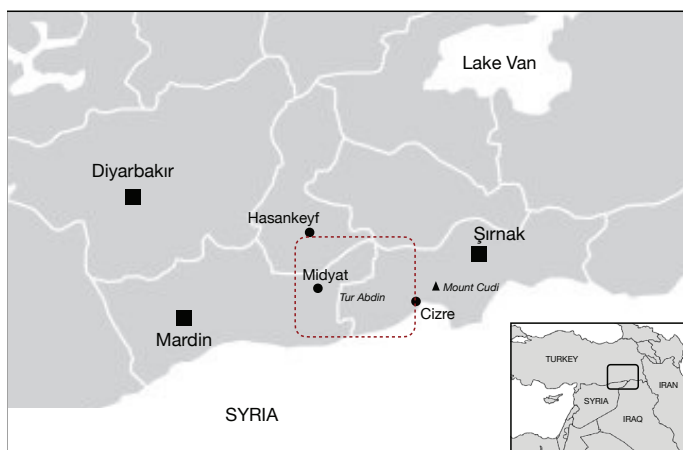 Lake Van
Diyarbakır
Hasankeyf
Şırnak
Midyat
Tur Abdin
Mount Cudi
Cizre
Mardin
SYRIA
TURKEY
IRAN
SYRIA
IRAQ